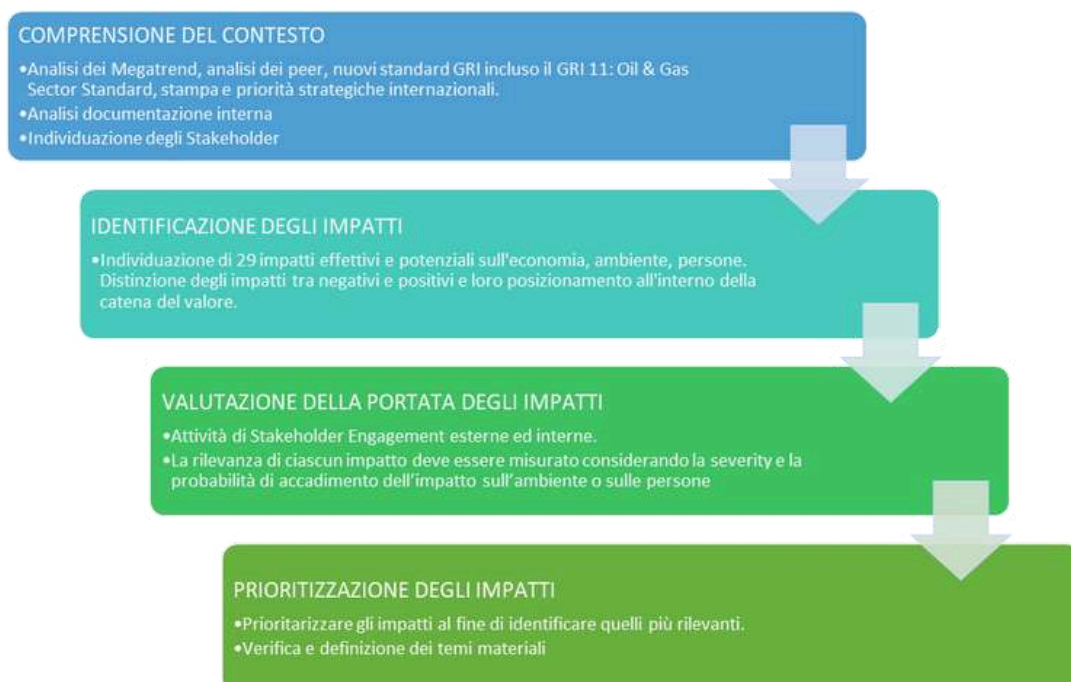 COMPRENSIONE DEL CONTESTO
•Analisi dei Megatrend, analisi dei peer, nuovi standard GRI incluso il GRI 11: Oil & Gas
Sector Standard, stampa e priorità strategiche internazionali.
•Analisi documentazione interna
•Individuazione degli Stakeholder
IDENTIFICAZIONE DEGLI IMPATTI
•Individuazione di 29 impatti effettivi e potenziali sull'economia, ambiente, persone.
Distinzione degli impatti tra negativi e positivi e loro posizionamento all'interno della
catena del valore.
VALUTAZIONE DELLA PORTATA DEGLI IMPATTI
•Attività di Stakeholder Engagement esterne ed interne.
•La rilevanza di ciascun impatto deve essere misurato considerando la severity e la
probabilità di accadimento dell'impatto sull'ambiente o sulle persone
PRIORITIZZAZIONE DEGLI IMPATTI
•Prioritarizzare gli impatti al fine di identificare quelli più rilevanti.
•Verifica e definizione dei temi materiali